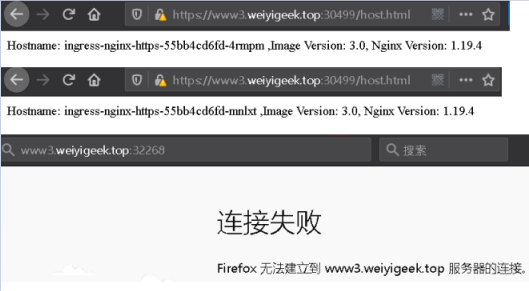 https://www3.weiyigeek.top:30499/host.html
Hostname: ingress-nginx-https-55bb4cd6fd-4rmpm ,Image Version: 3.0, Nginx Version: 1.19.4
https://www3.weiyigeek.top:30499/host.html
Hostname: ingress-nginx-https-55bb4cd6fd-mnlxt ,Image Version: 3.0, Nginx Version: 1.19.4
www3.weiyigeek.top:32268 搜索
连接失败
Firefox 无法建立到 www3.weiyigeek.top 服务器的连接。